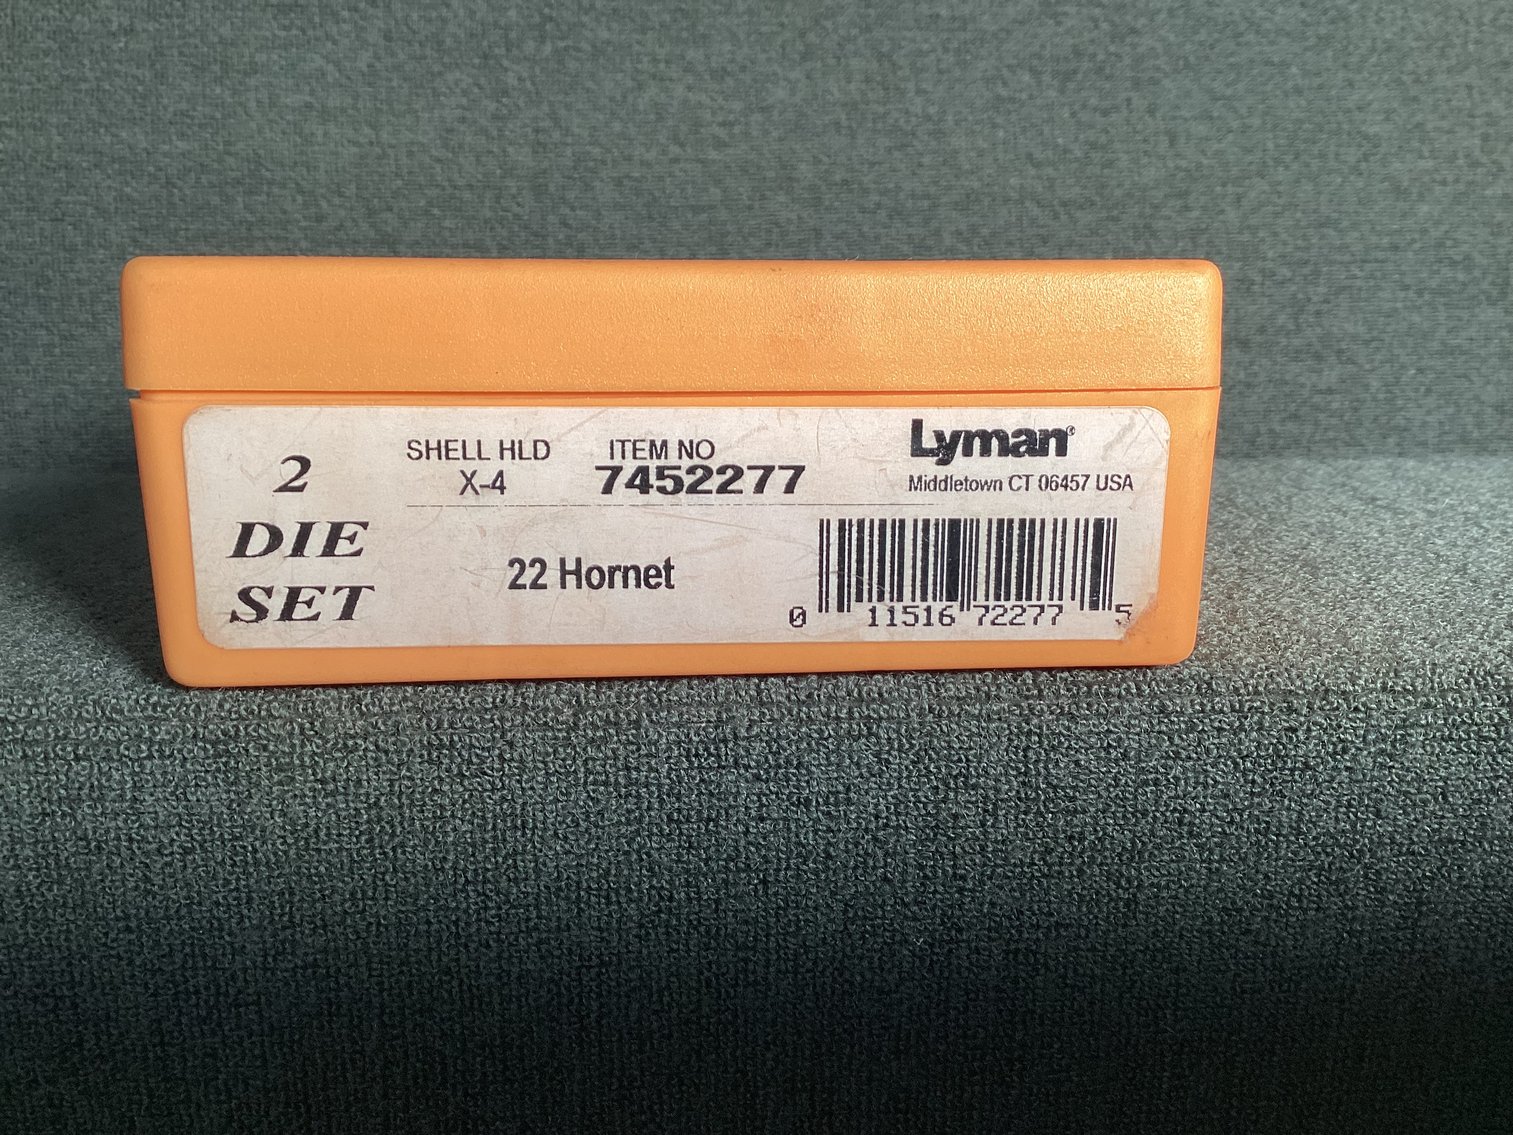 2
DIE
SET
SHELL HLD
X-4
ITEM NO
7452277
22 Hornet
Lyman®
Middletown CT 06457 USA
0 11516 72277 5